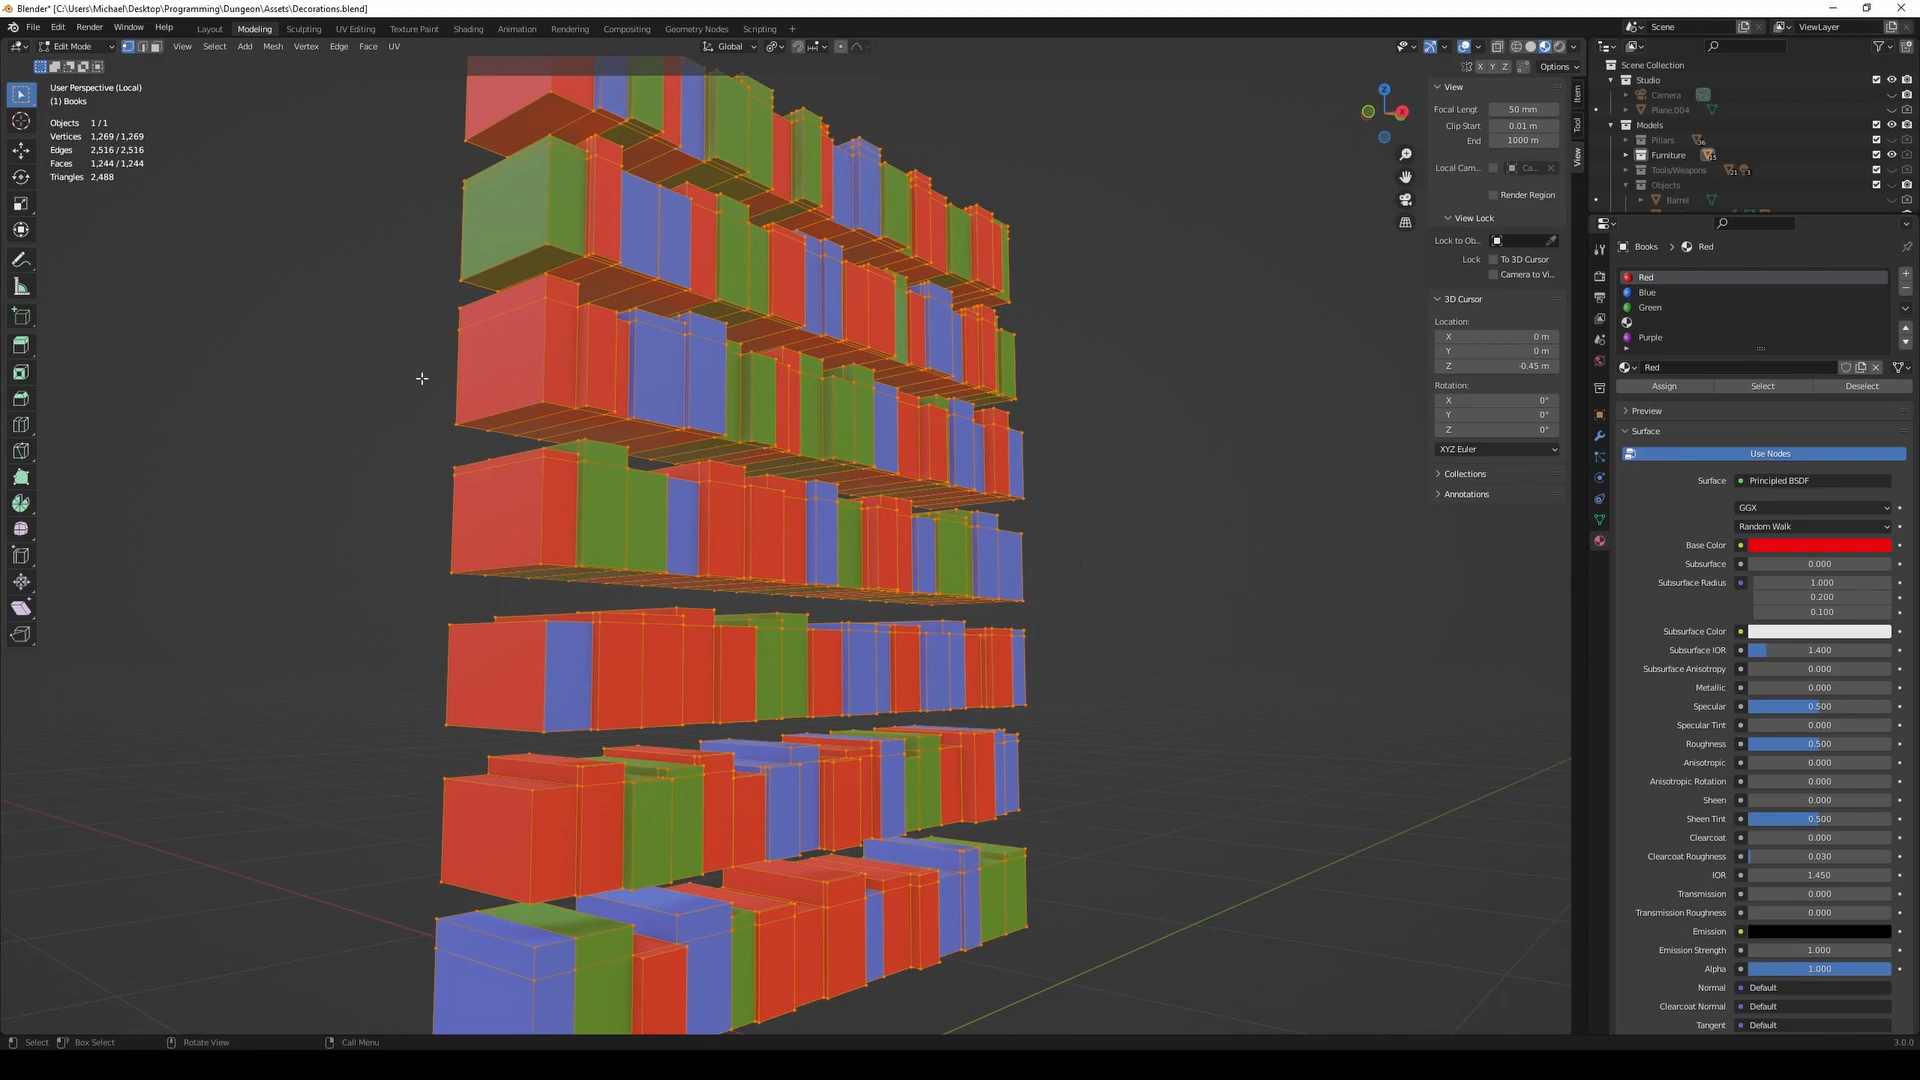 Blender* [C:\Users\Michael\Desktop\Programming\Dungeon\Assets\Decorations.blend]
File Edit Render Window Help Layout Modeling Sculpting UV Editing Texture Paint Shading Animation Rendering Compositing Geometry Nodes Scripting + Scene ViewLayer
Edit Mode View Select Add Mesh Vertex Edge Face UV Global
X Y Z Options
User Perspective (Local)
(1) Books
Objects 1 / 1
Vertices 1,269 / 1,269
Edges 2,516 / 2,516
Faces 1,244 / 1,244
Triangles 2,488
Z
X
View
Focal Lengt 50 mm
Clip Start 0.01 m
End 1000 m
Local Cam... Ca...
Render Region
View Lock
Lock to Ob...
Lock To 3D Cursor
Camera to Vi...
3D Cursor
Location:
X 0 m
Y 0 m
Z -0.45 m
Rotation:
X 0°
Y 0°
Z 0°
XYZ Euler
Collections
Annotations
Item
Tool
View
Scene Collection
Studio
Camera
Plane.004
Models
Pillars 36
Furniture 15
Tools/Weapons 21 3
Objects
Barrel
Books > Red
Red
Blue
Green
Purple
Red
Assign Select Deselect
Preview
Surface
Use Nodes
Surface Principled BSDF
GGX
Random Walk
Base Color
Subsurface 0.000
Subsurface Radius 1.000
0.200
0.100
Subsurface Color
Subsurface IOR 1.400
Subsurface Anisotropy 0.000
Metallic 0.000
Specular 0.500
Specular Tint 0.000
Roughness 0.500
Anisotropic 0.000
Anisotropic Rotation 0.000
Sheen 0.000
Sheen Tint 0.500
Clearcoat 0.000
Clearcoat Roughness 0.030
IOR 1.450
Transmission 0.000
Transmission Roughness 0.000
Emission
Emission Strength 1.000
Alpha 1.000
Normal Default
Clearcoat Normal Default
Tangent Default
Select Box Select Rotate View Call Menu 3.0.0